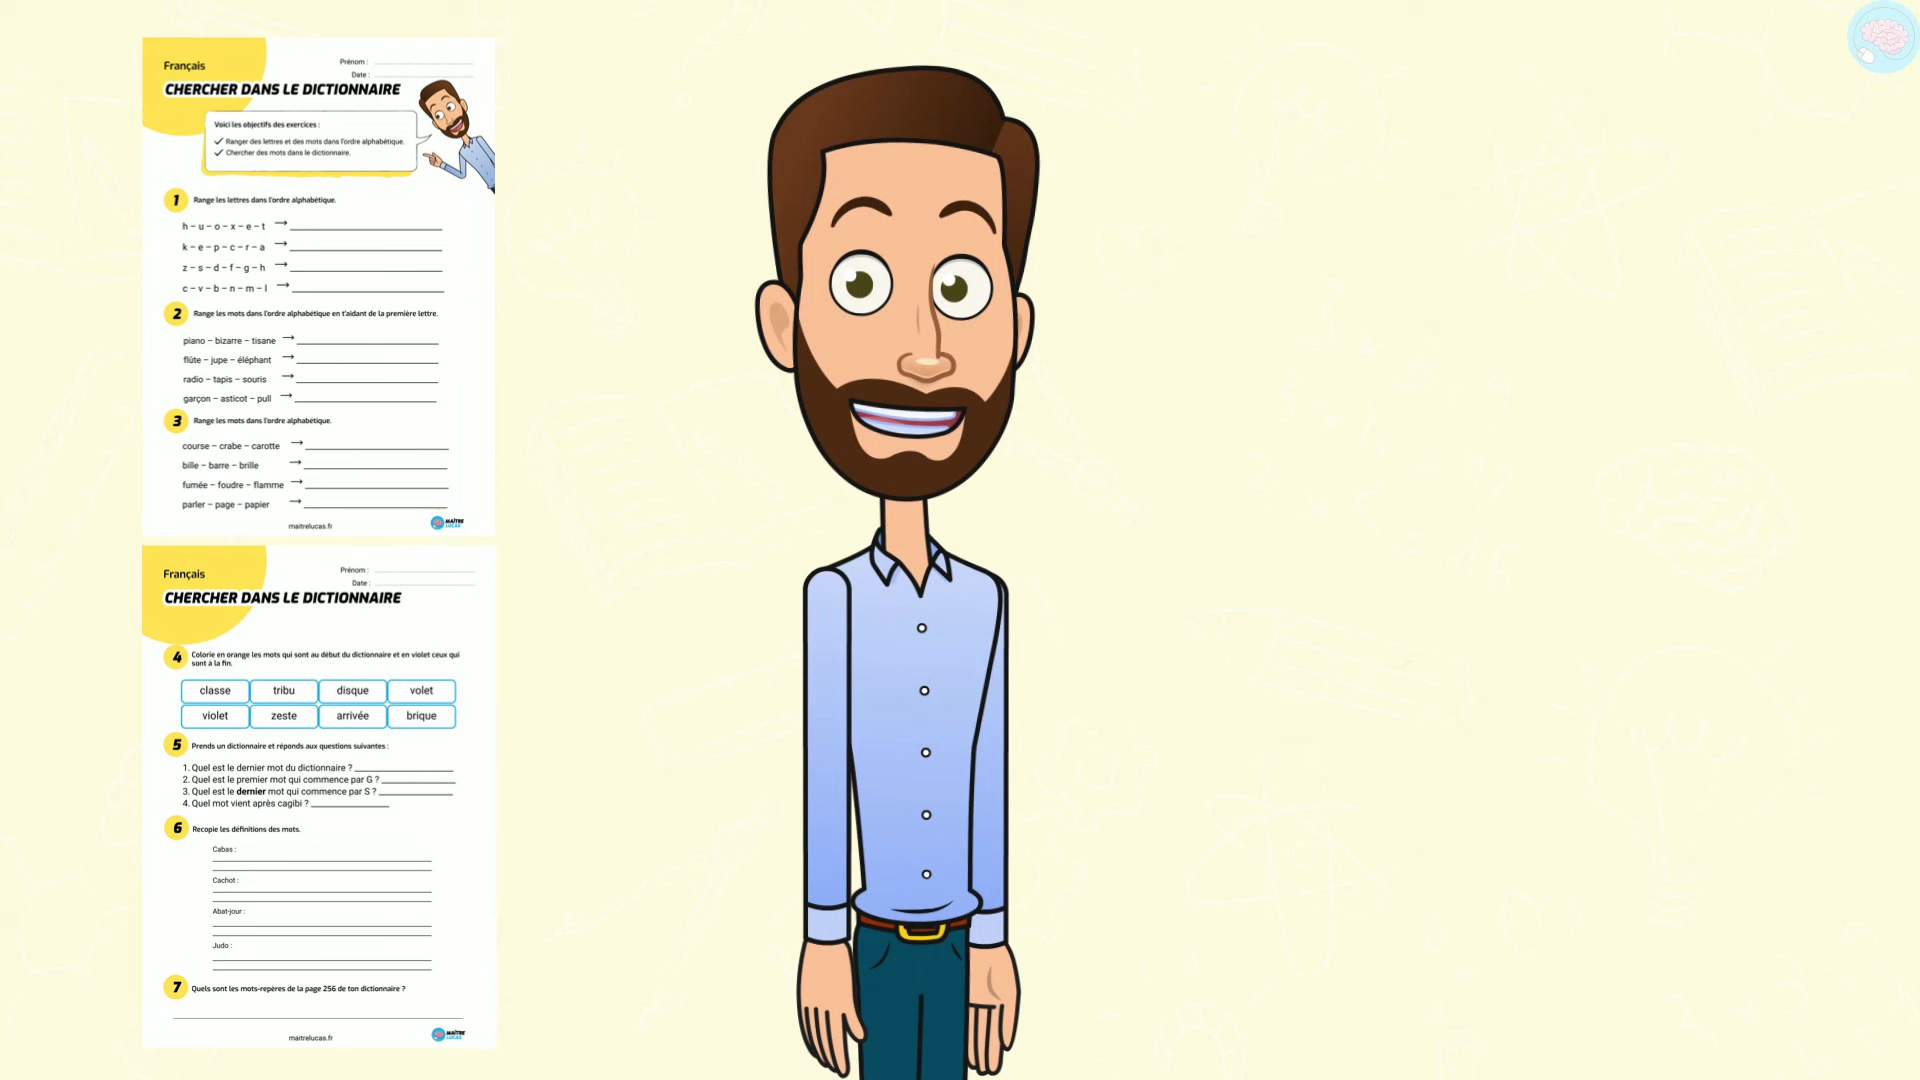 Français
Prénom :
Date :
CHERCHER DANS LE DICTIONNAIRE
Voici les objectifs des exercices :
✓ Ranger des lettres et des mots dans l'ordre alphabétique.
✓ Chercher des mots dans le dictionnaire.
1 Range les lettres dans l'ordre alphabétique.
h – u – o – x – e – t →
k – e – p – c – r – a →
z – s – d – f – g – h →
c – v – b – n – m – l →
2 Range les mots dans l'ordre alphabétique en t'aidant de la première lettre.
piano – bizarre – tisane →
flûte – jupe – éléphant →
radio – tapis – souris →
garçon – asticot – pull →
3 Range les mots dans l'ordre alphabétique.
course – crabe – carotte →
bille – barre – brille →
fumée – foudre – flamme →
parler – page – papier →
maitrelucas.fr
MAÎTRE
LUCAS
Français
Prénom :
Date :
CHERCHER DANS LE DICTIONNAIRE
4 Colorie en orange les mots qui sont au début du dictionnaire et en violet ceux qui
sont à la fin.
classe tribu disque volet
violet zeste arrivée brique
5 Prends un dictionnaire et réponds aux questions suivantes :
1. Quel est le dernier mot du dictionnaire ?
2. Quel est le premier mot qui commence par G ?
3. Quel est le dernier mot qui commence par S ?
4. Quel mot vient après cagibi ?
6 Recopie les définitions des mots.
Cabas :
Cachot :
Abat-jour :
Judo :
7 Quels sont les mots-repères de la page 256 de ton dictionnaire ?
maitrelucas.fr
MAÎTRE
LUCAS